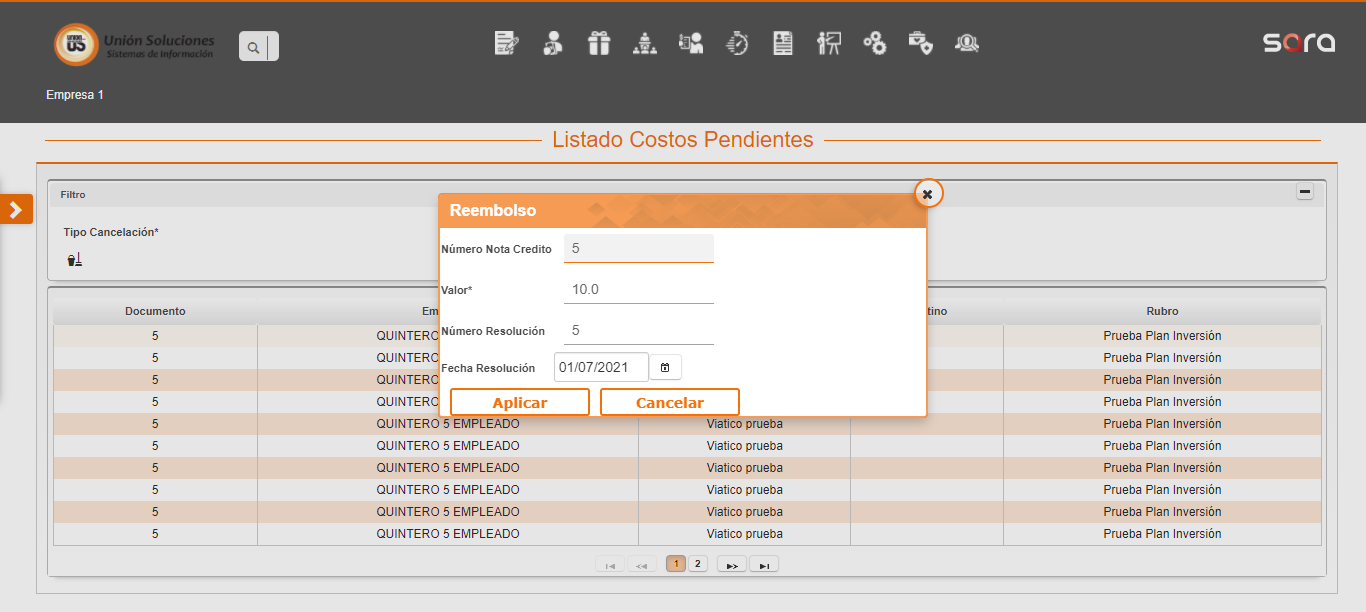 UNION
US
Unión Soluciones
Sistemas de Información
sara
Empresa 1
Listado Costos Pendientes
Filtro
Tipo Cancelación*
Reembolso
Número Nota Credito 5
Valor* 10.0
Número Resolución 5
Fecha Resolución 01/07/2021
Aplicar Cancelar
Documento Em tino Rubro
5 QUINTERO Prueba Plan Inversión
5 QUINTERO Prueba Plan Inversión
5 QUINTERO Prueba Plan Inversión
5 QUINTERO Prueba Plan Inversión
5 QUINTERO 5 EMPLEADO Viatico prueba Prueba Plan Inversión
5 QUINTERO 5 EMPLEADO Viatico prueba Prueba Plan Inversión
5 QUINTERO 5 EMPLEADO Viatico prueba Prueba Plan Inversión
5 QUINTERO 5 EMPLEADO Viatico prueba Prueba Plan Inversión
5 QUINTERO 5 EMPLEADO Viatico prueba Prueba Plan Inversión
5 QUINTERO 5 EMPLEADO Viatico prueba Prueba Plan Inversión
1 2